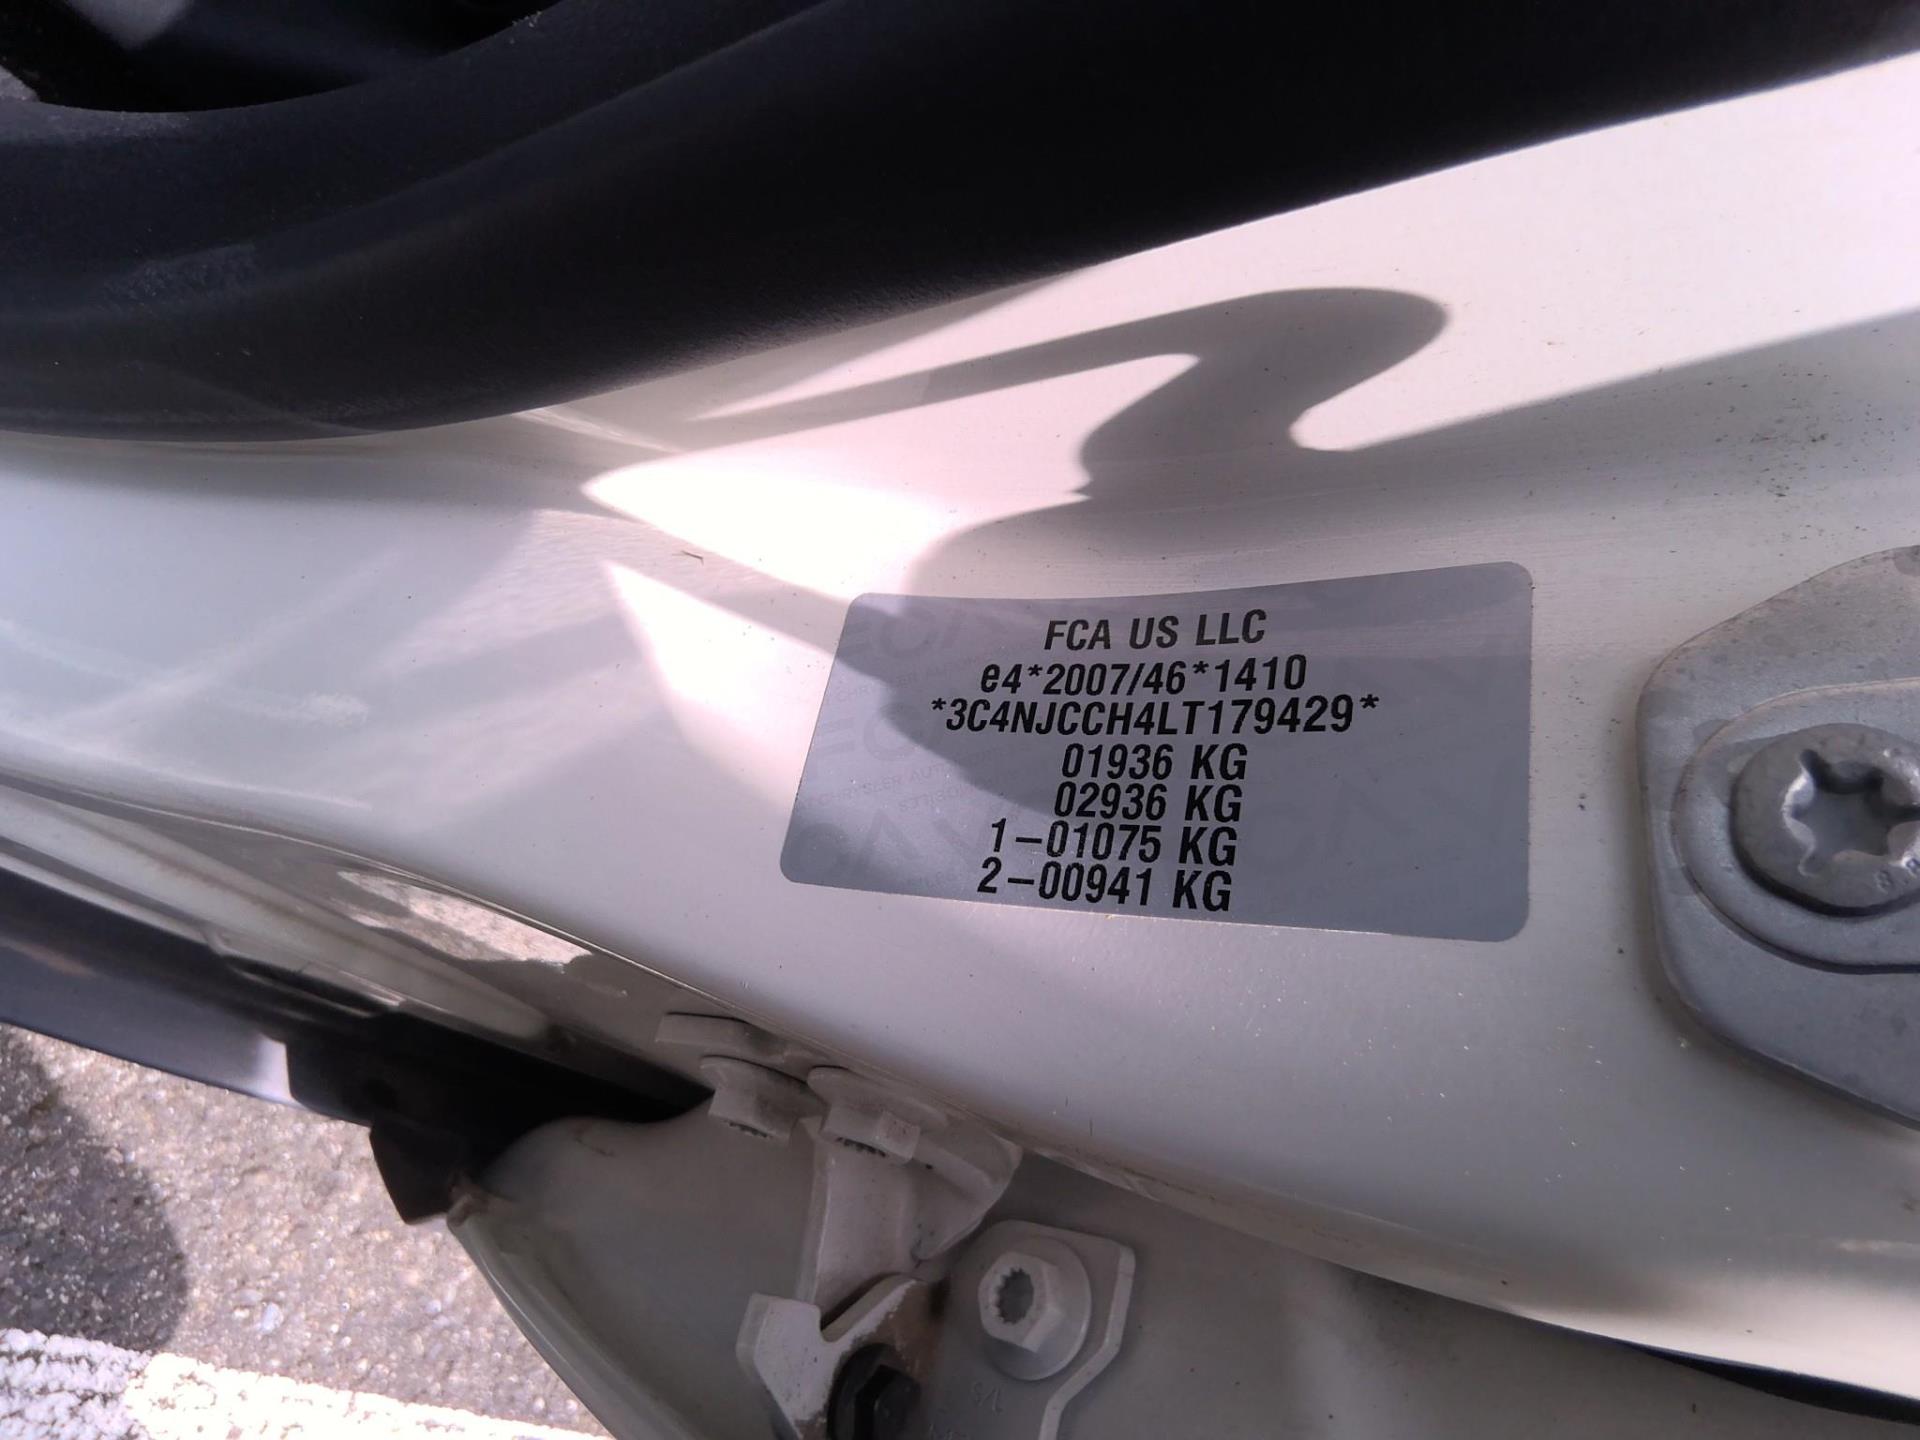 FCA US LLC
e4*2007/46*1410
*3C4NJCCH4LT179429*
01936 KG
02936 KG
1-01075 KG
2-00941 KG